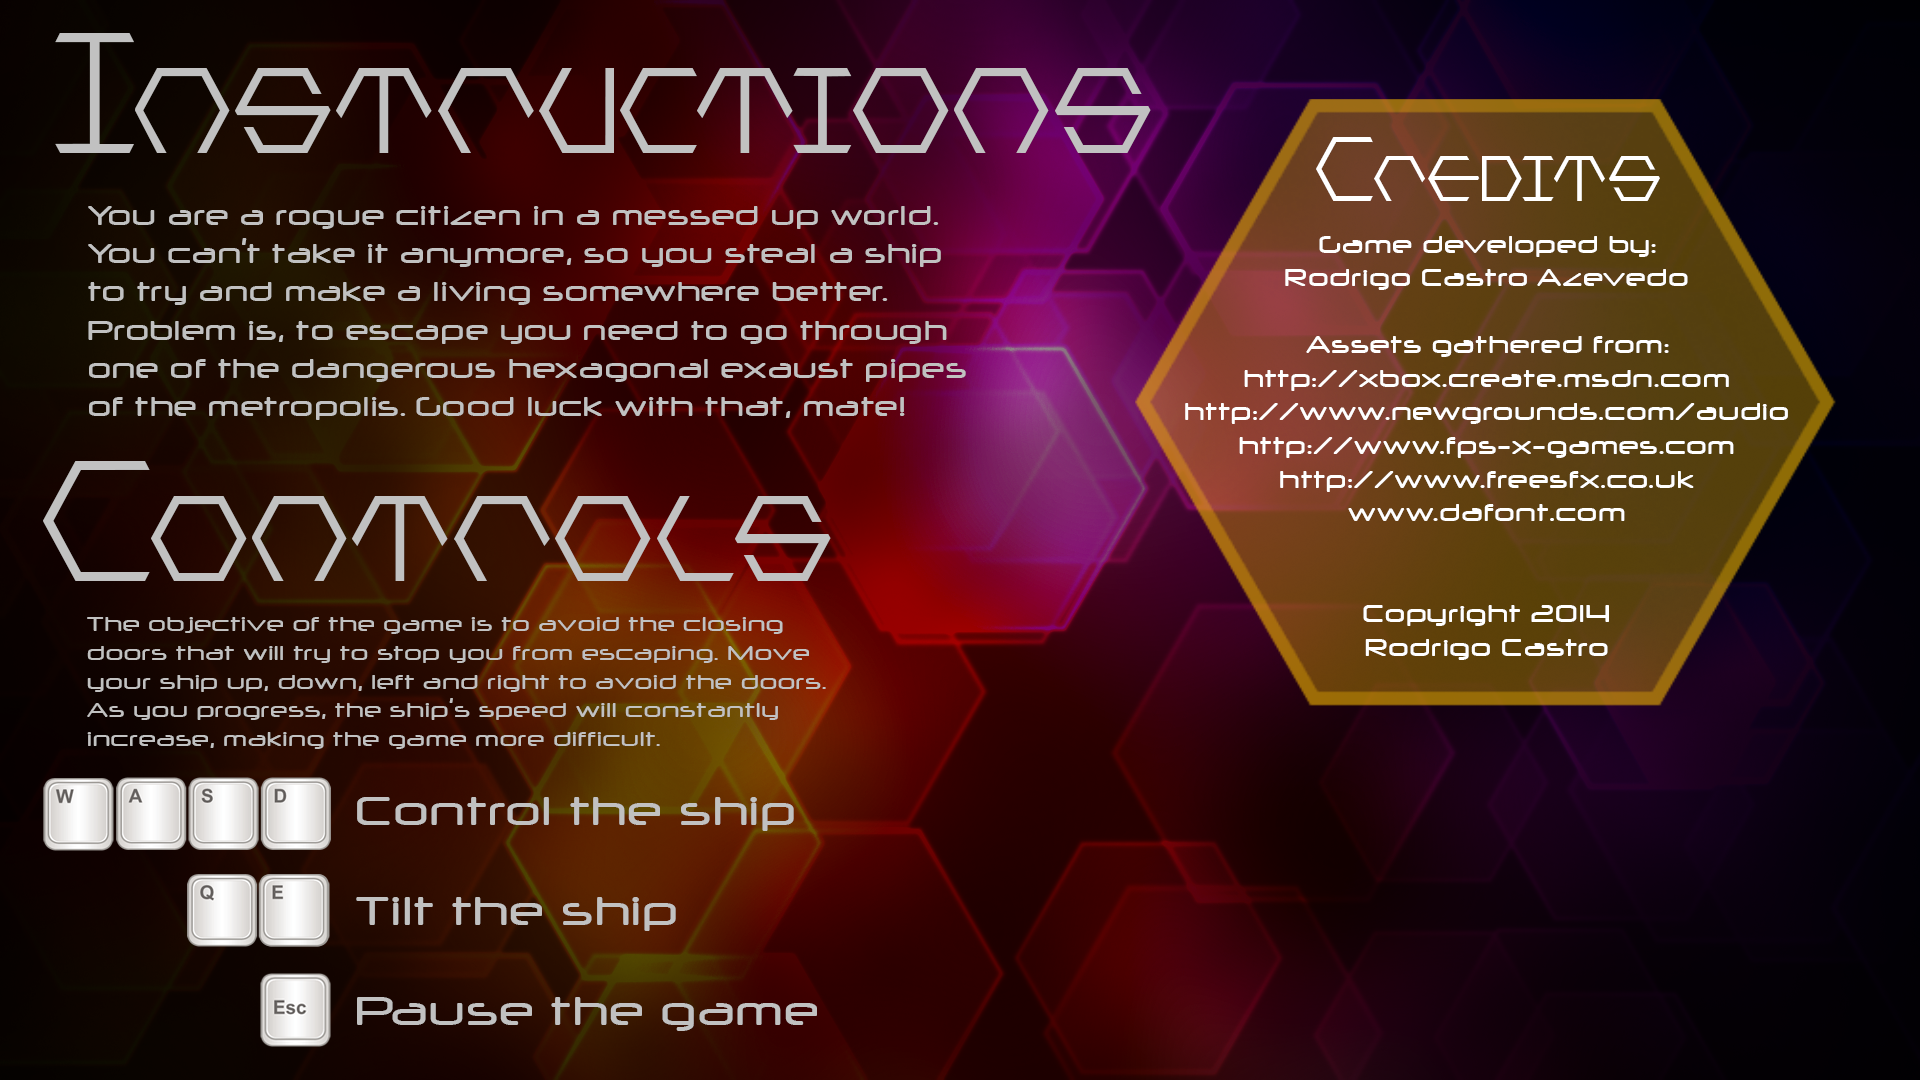 Instructions
You are a rogue citizen in a messed up world.
You can't take it anymore, so you steal a ship
to try and make a living somewhere better.
Problem is, to escape you need to go through
one of the dangerous hexagonal exaust pipes
of the metropolis. Good luck with that, mate!
Controls
The objective of the game is to avoid the closing
doors that will try to stop you from escaping. Move
your ship up, down, left and right to avoid the doors.
As you progress, the ship's speed will constantly
increase, making the game more difficult.
W A S D Control the ship
Q E Tilt the ship
Esc Pause the game
Credits
Game developed by:
Rodrigo Castro Azevedo
Assets gathered from:
http://xbox.create.msdn.com
http://www.newgrounds.com/audio
http://www.fps-x-games.com
http://www.freesfx.co.uk
www.dafont.com
Copyright 2014
Rodrigo Castro